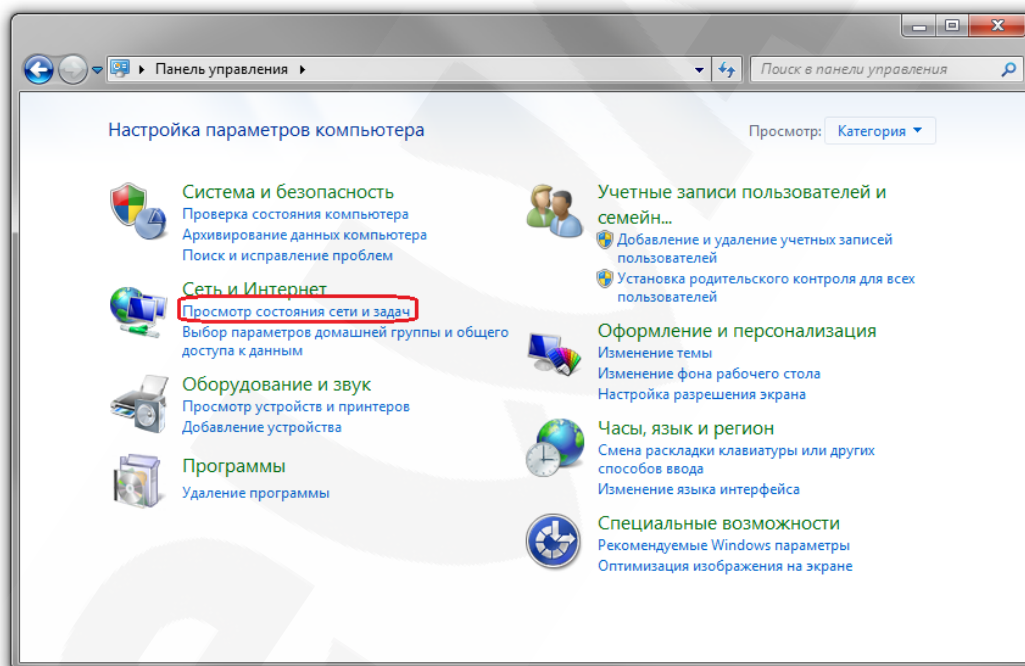 Панель управления
Поиск в панели управления
Настройка параметров компьютера
Просмотр: Категория
Система и безопасность
Проверка состояния компьютера
Архивирование данных компьютера
Поиск и исправление проблем
Сеть и Интернет
Просмотр состояния сети и задач
Выбор параметров домашней группы и общего
доступа к данным
Оборудование и звук
Просмотр устройств и принтеров
Добавление устройства
Программы
Удаление программы
Учетные записи пользователей и
семейн...
Добавление и удаление учетных записей
пользователей
Установка родительского контроля для всех
пользователей
Оформление и персонализация
Изменение темы
Изменение фона рабочего стола
Настройка разрешения экрана
Часы, язык и регион
Смена раскладки клавиатуры или других
способов ввода
Изменение языка интерфейса
Специальные возможности
Рекомендуемые Windows параметры
Оптимизация изображения на экране